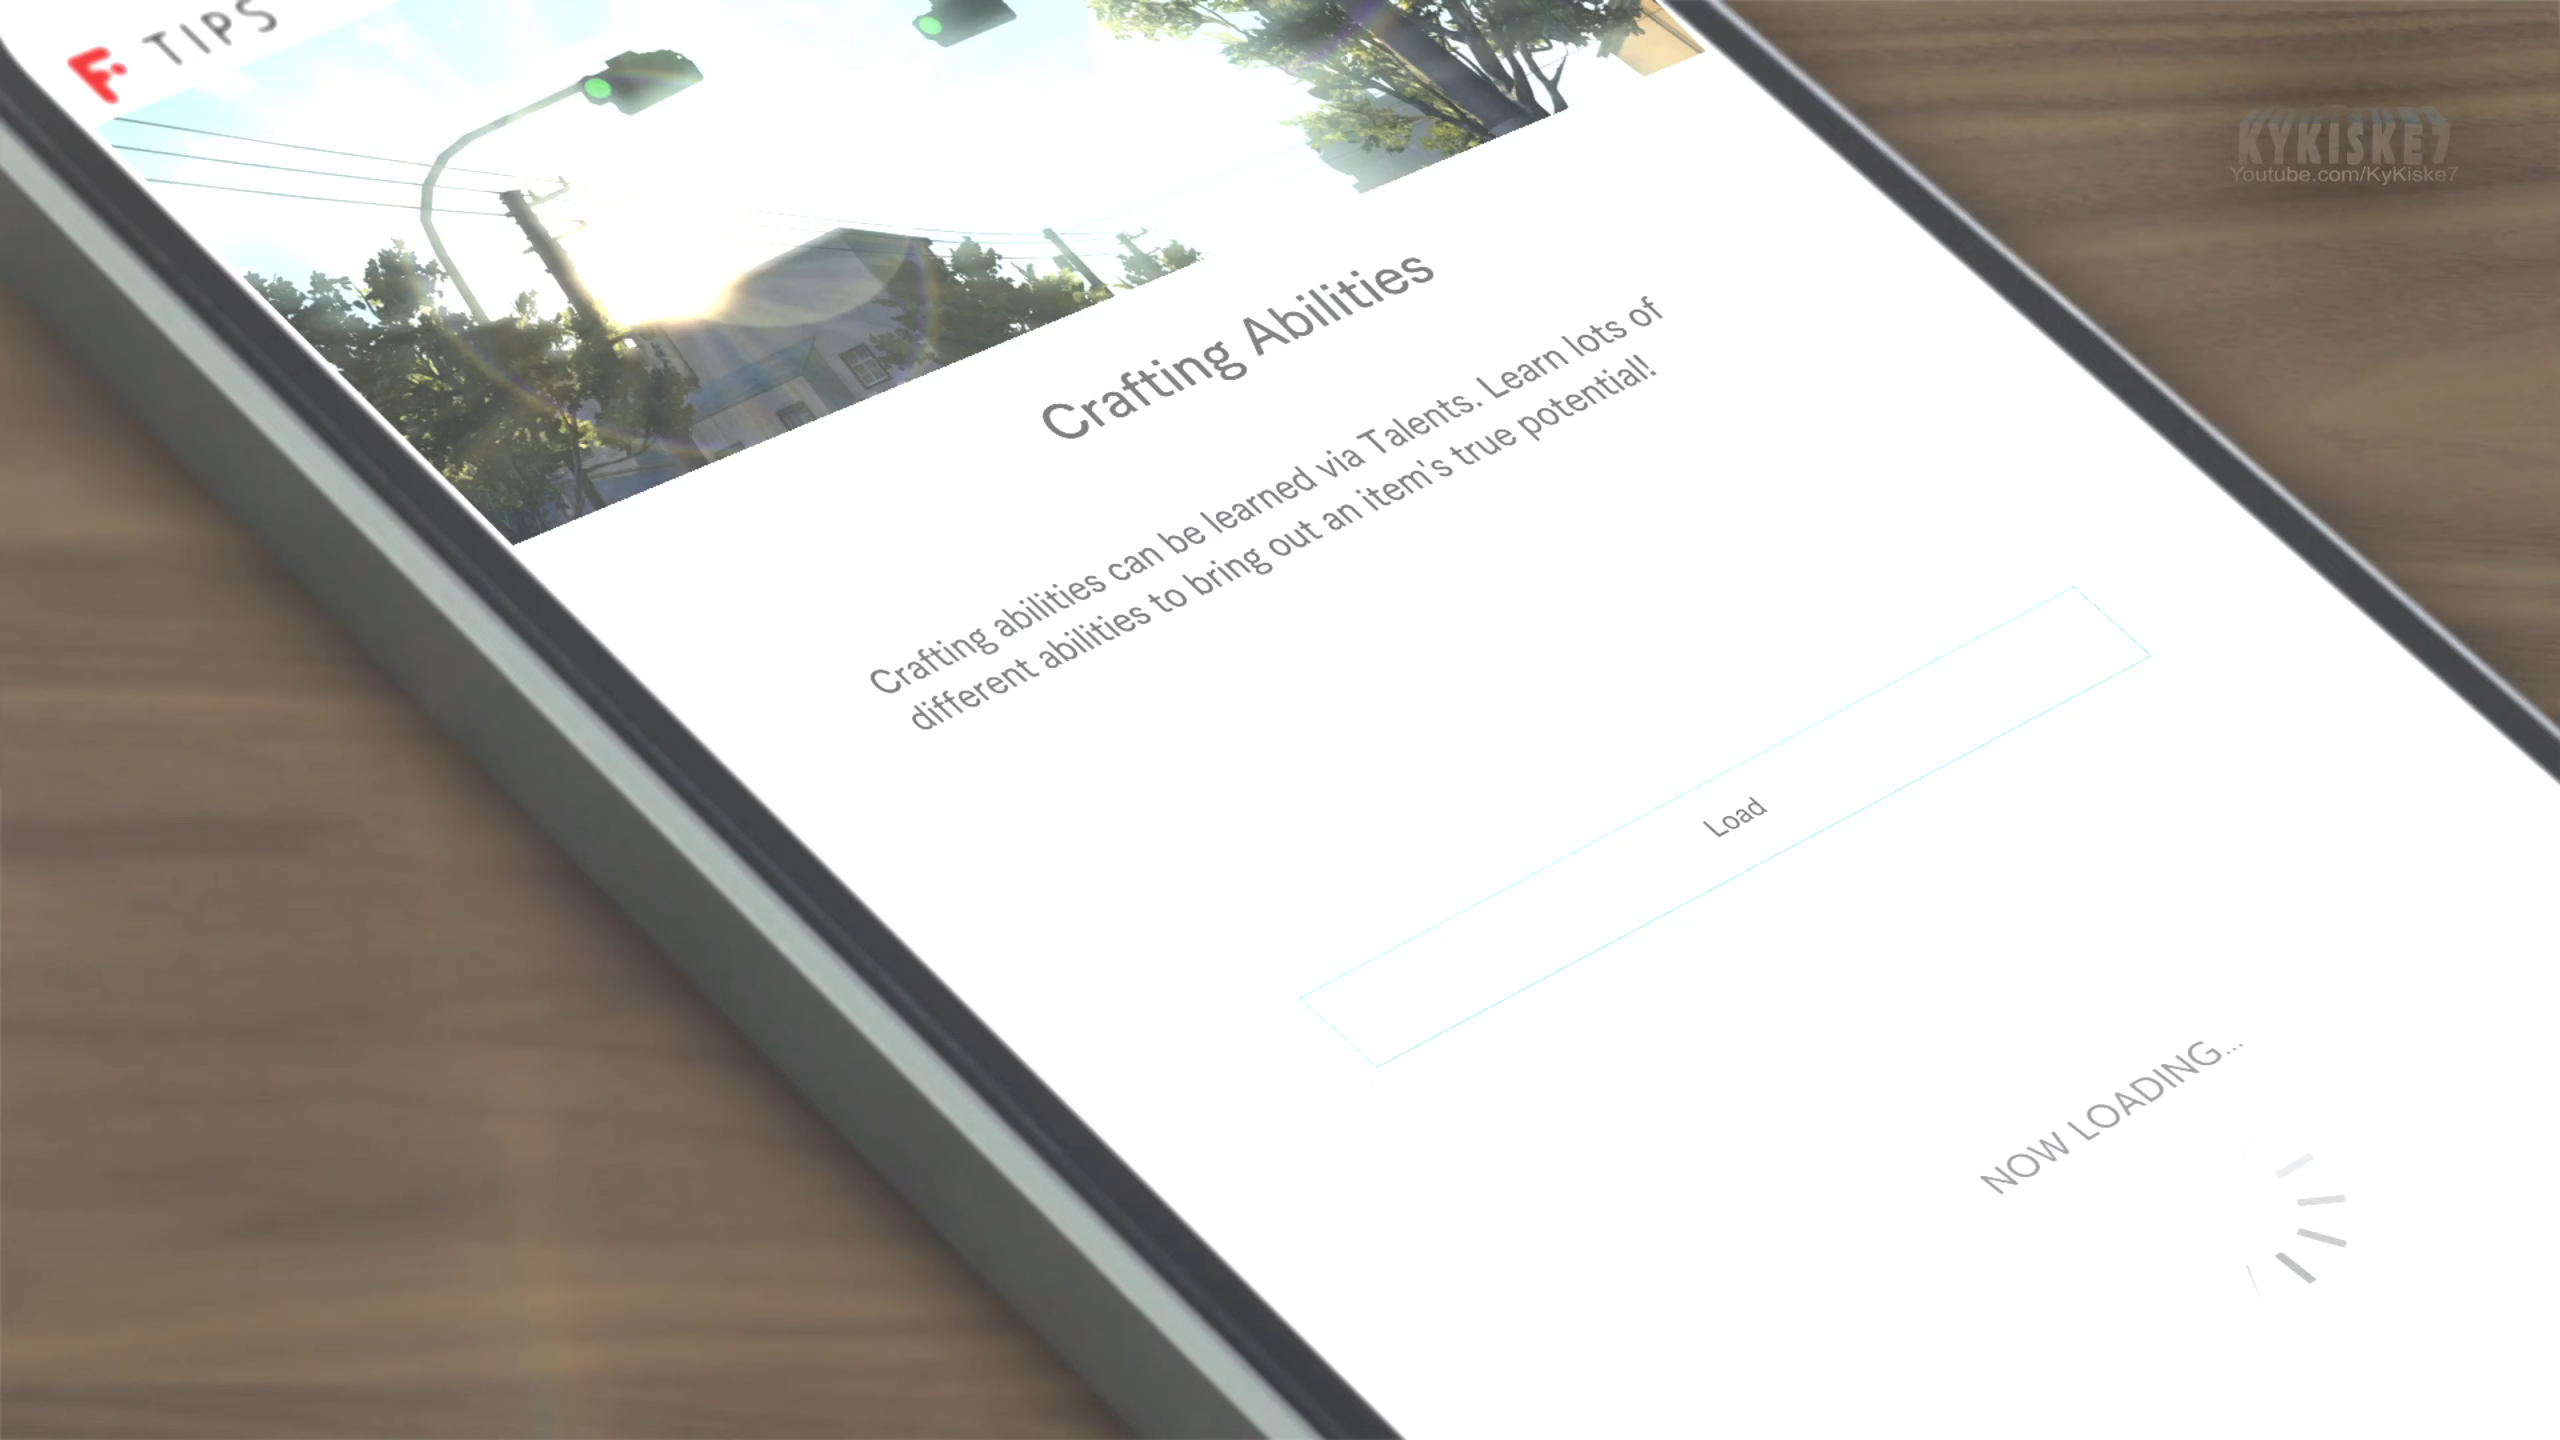 TIPS
KYKISKE7
Youtube.com/KyKiske7
Crafting Abilities
Crafting abilities can be learned via Talents. Learn lots of
different abilities to bring out an item's true potential!
Load
NOW LOADING...